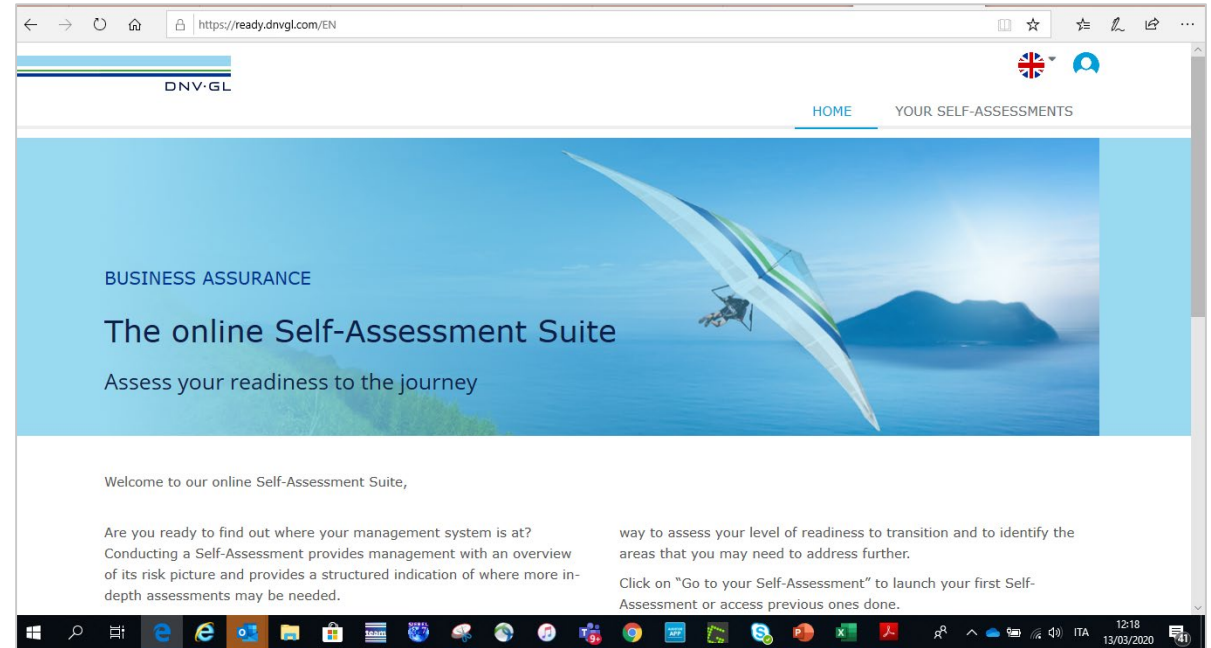 https://ready.dnvgl.com/EN
DNV·GL
HOME YOUR SELF-ASSESSMENTS
BUSINESS ASSURANCE
The online Self-Assessment Suite
Assess your readiness to the journey
Welcome to our online Self-Assessment Suite,
Are you ready to find out where your management system is at?
Conducting a Self-Assessment provides management with an overview
of its risk picture and provides a structured indication of where more in-
depth assessments may be needed.
way to assess your level of readiness to transition and to identify the
areas that you may need to address further.
Click on "Go to your Self-Assessment" to launch your first Self-
Assessment or access previous ones done.
team
APP
ITA
12:18
13/03/2020
41